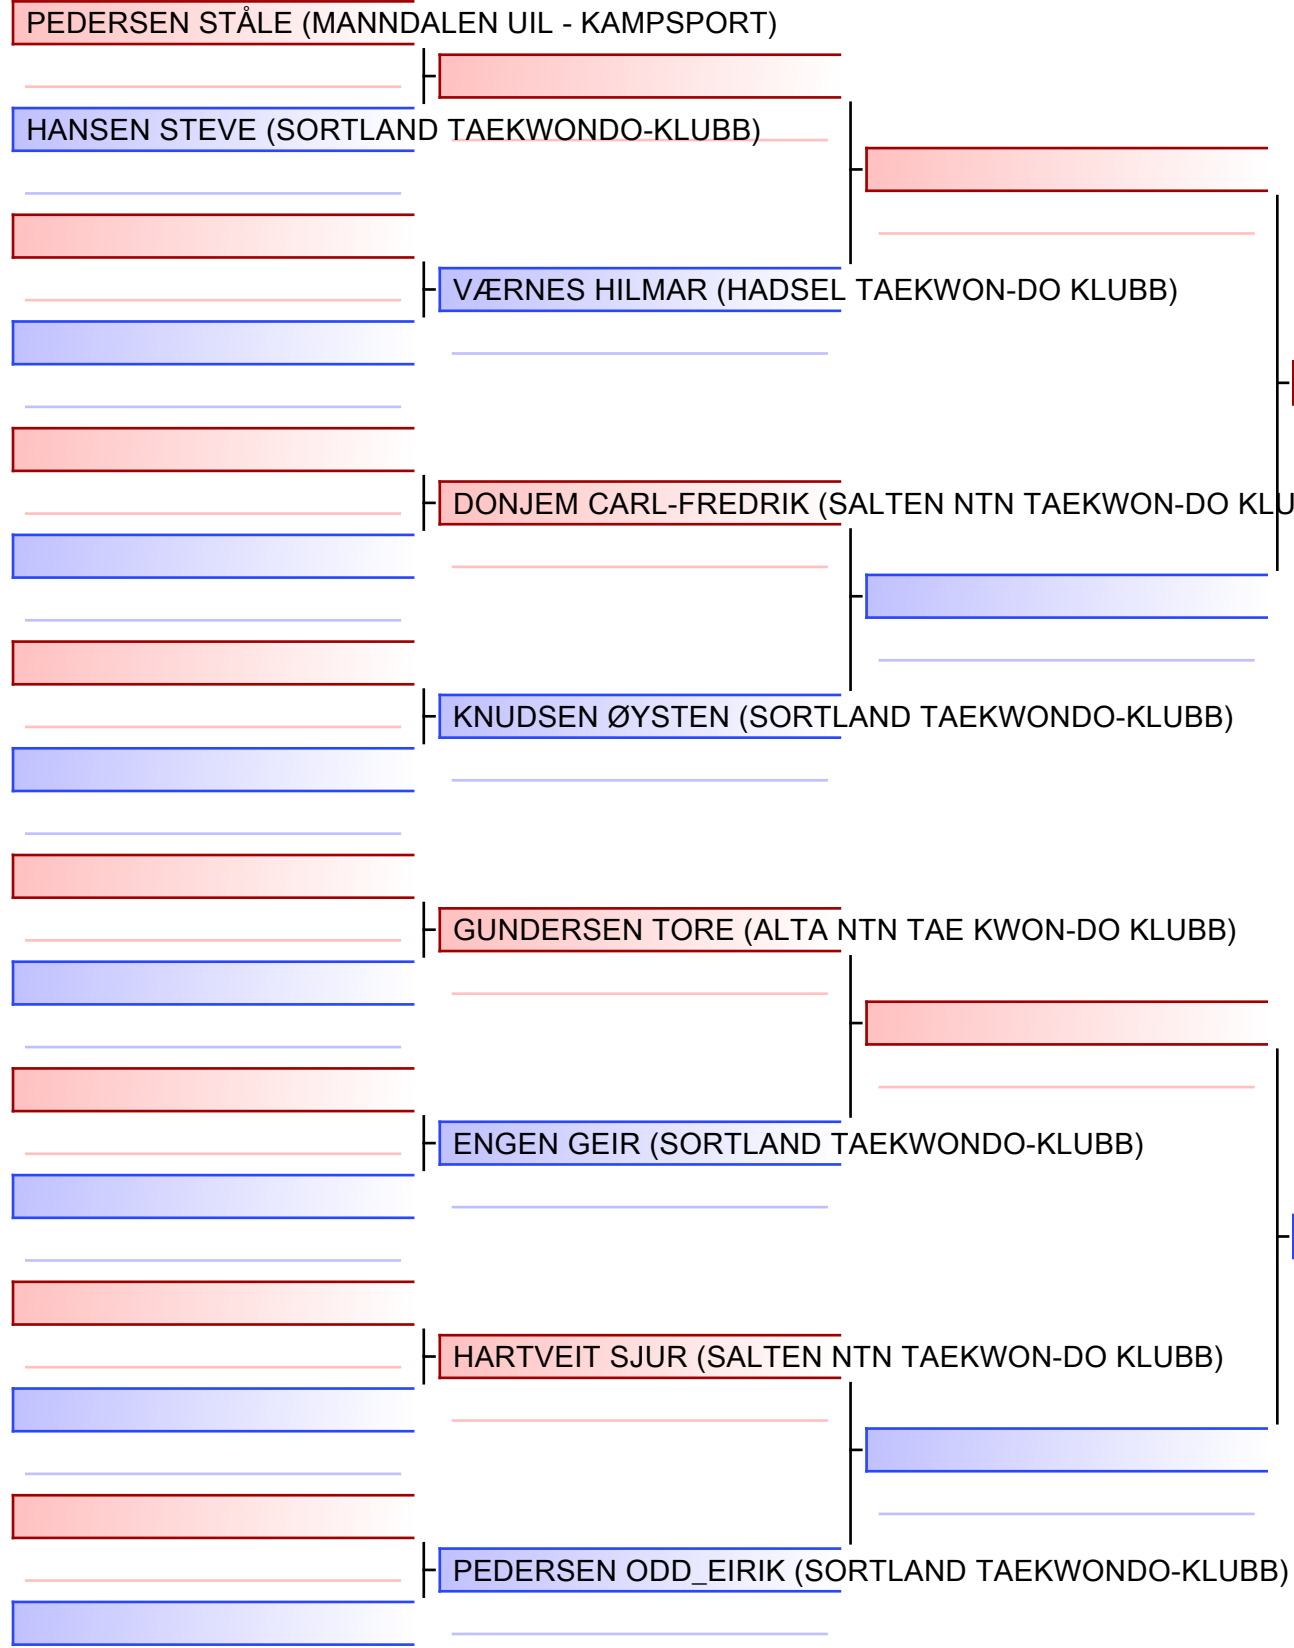 PEDERSEN STÅLE (MANNDALEN UIL - KAMPSPORT)
HANSEN STEVE (SORTLAND TAEKWONDO-KLUBB)
VÆRNES HILMAR (HADSEL TAEKWON-DO KLUBB)
DONJEM CARL-FREDRIK (SALTEN NTN TAEKWON-DO KLU
KNUDSEN ØYSTEN (SORTLAND TAEKWONDO-KLUBB)
GUNDERSEN TORE (ALTA NTN TAE KWON-DO KLUBB)
ENGEN GEIR (SORTLAND TAEKWONDO-KLUBB)
HARTVEIT SJUR (SALTEN NTN TAEKWON-DO KLUBB)
PEDERSEN ODD_EIRIK (SORTLAND TAEKWONDO-KLUBB)